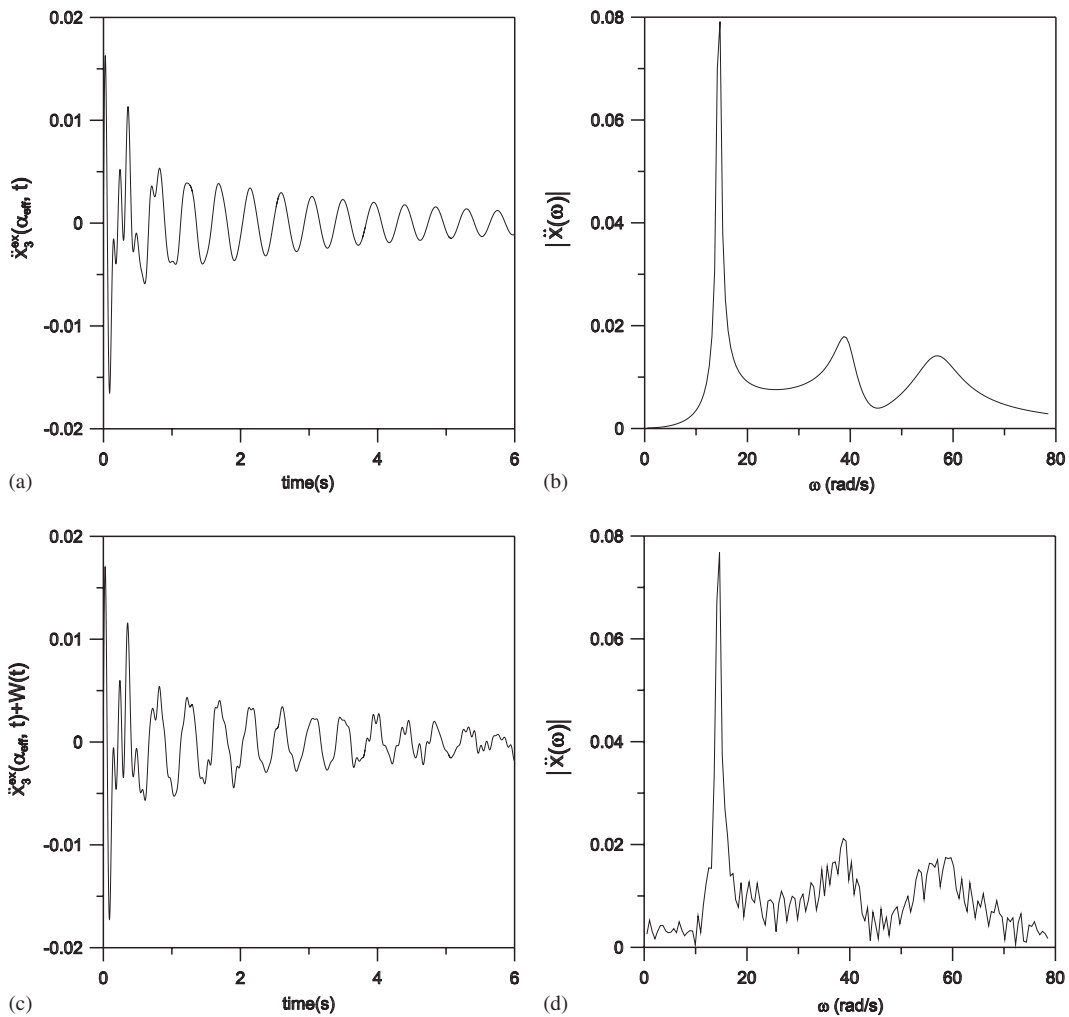 0.02
0.01
0
-0.01
-0.02
ẍ₃ᵉˣ(α_eff, t)
0 2 4 6
time(s)
(a)
0.08
0.06
0.04
0.02
0
|ẍ(ω)|
0 20 40 60 80
ω (rad/s)
(b)
0.02
0.01
0
-0.01
-0.02
ẍ₃ᵉˣ(α_eff, t)+W(t)
0 2 4 6
time(s)
(c)
0.08
0.06
0.04
0.02
0
|ẍ(ω)|
0 20 40 60 80
ω (rad/s)
(d)